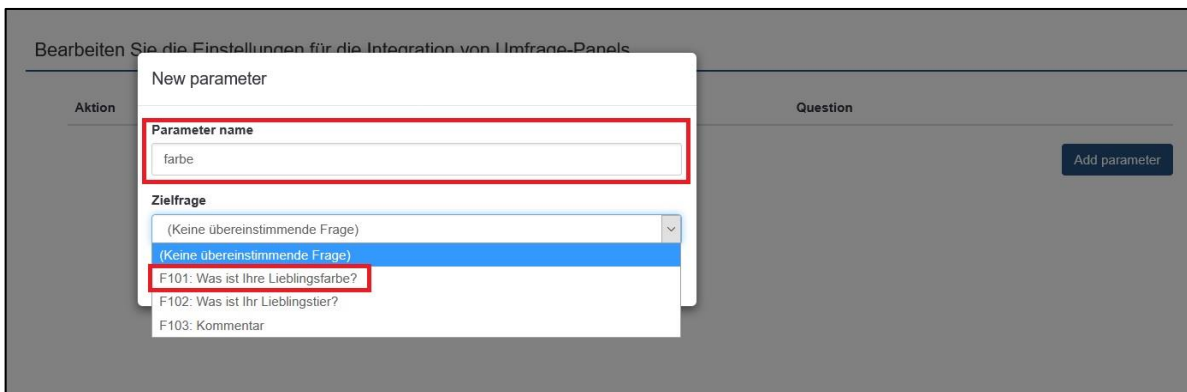 Bearbeiten Sie die Einstellungen für die Integration von Umfrage-Panels
New parameter
Aktion
Question
Parameter name
farbe
Add parameter
Zielfrage
(Keine übereinstimmende Frage)
(Keine übereinstimmende Frage)
F101: Was ist Ihre Lieblingsfarbe?
F102: Was ist Ihr Lieblingstier?
F103: Kommentar